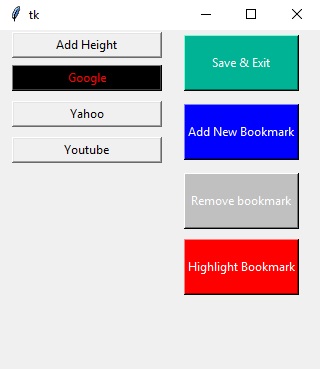 tk
Add Height
Google
Yahoo
Youtube
Save & Exit
Add New Bookmark
Remove bookmark
Highlight Bookmark